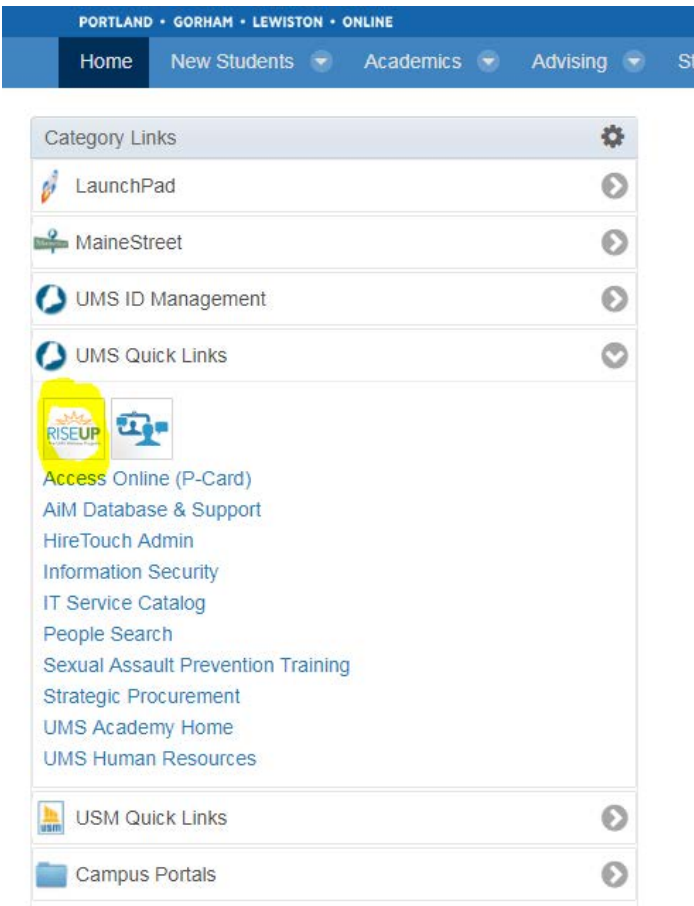 PORTLAND • GORHAM • LEWISTON • ONLINE
Home New Students Academics Advising St
Category Links
LaunchPad
MaineStreet
UMS ID Management
UMS Quick Links
RISEUP
Access Online (P-Card)
AiM Database & Support
HireTouch Admin
Information Security
IT Service Catalog
People Search
Sexual Assault Prevention Training
Strategic Procurement
UMS Academy Home
UMS Human Resources
usm USM Quick Links
Campus Portals